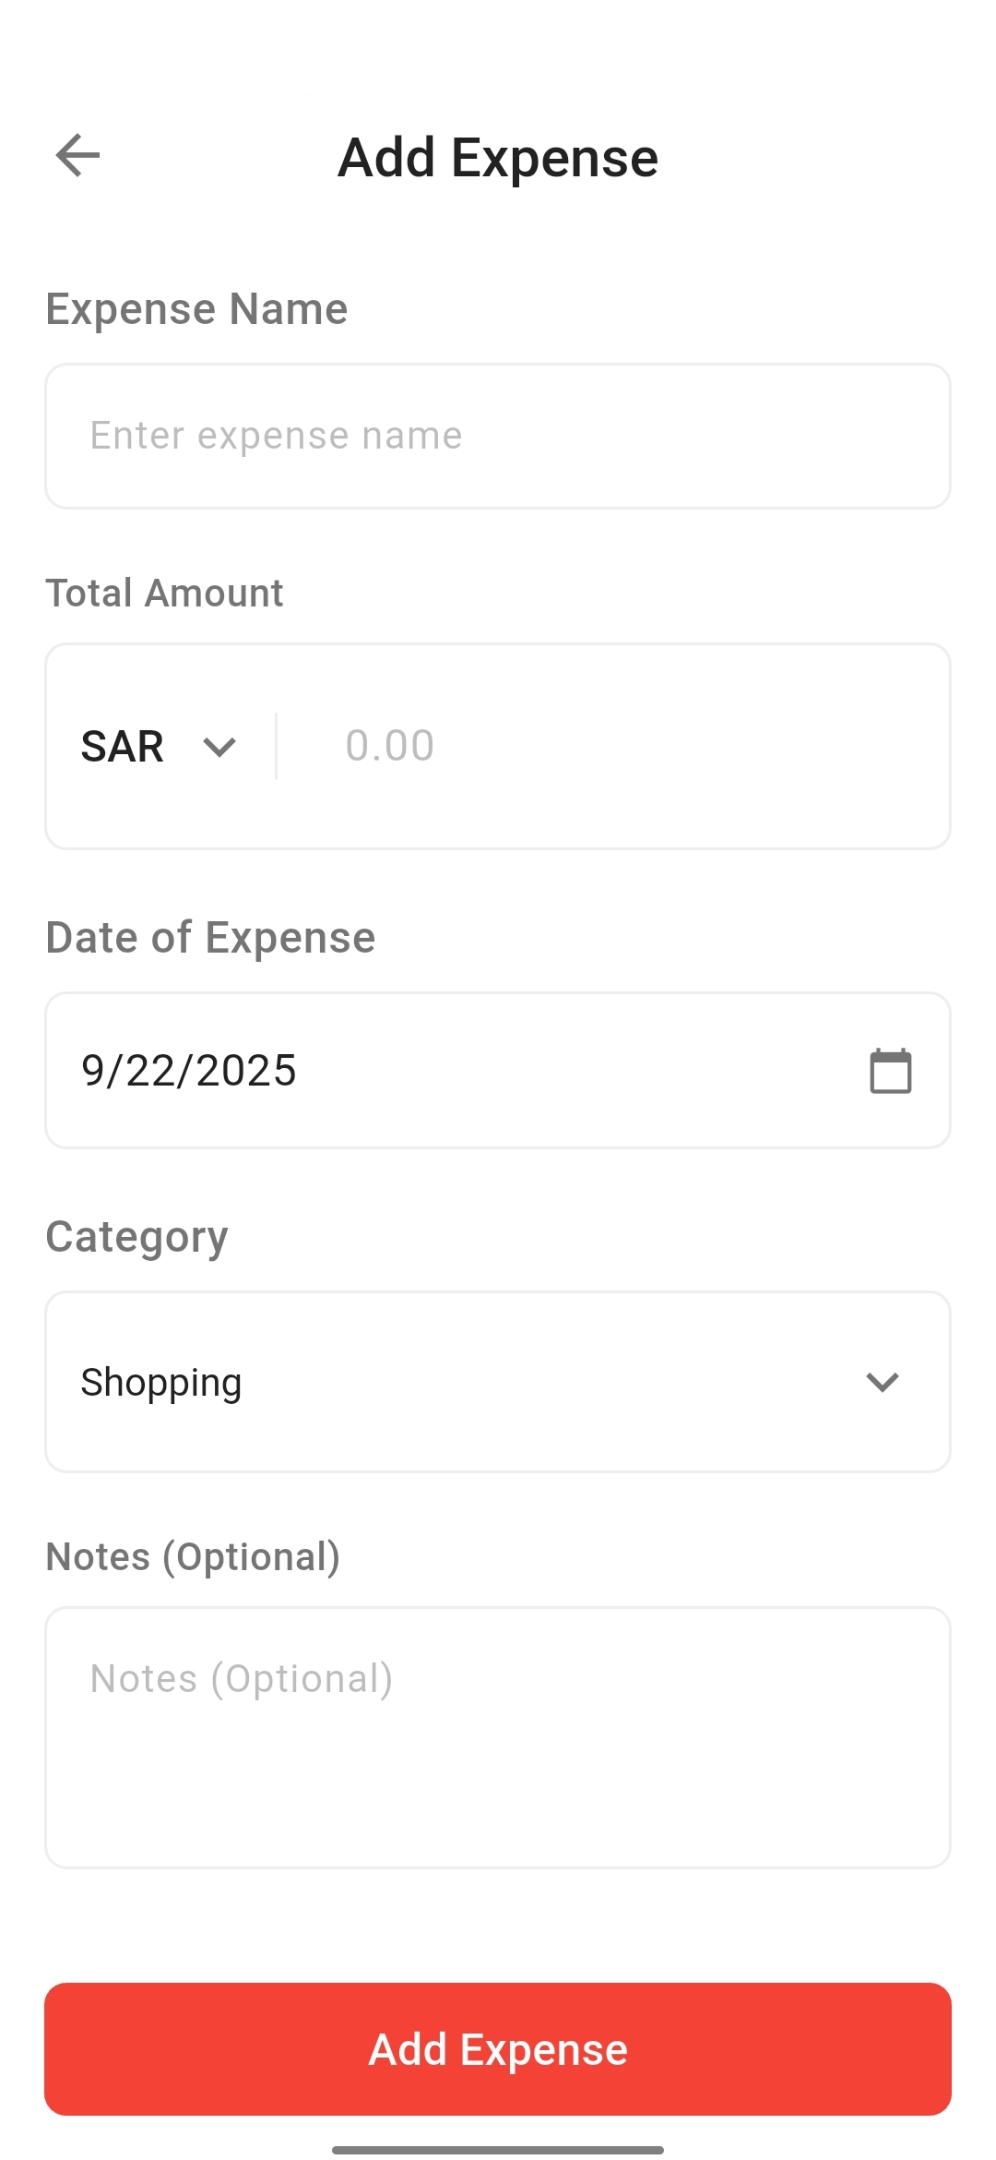 Add Expense
Expense Name
Enter expense name
Total Amount
SAR 0.00
Date of Expense
9/22/2025
Category
Shopping
Notes (Optional)
Notes (Optional)
Add Expense